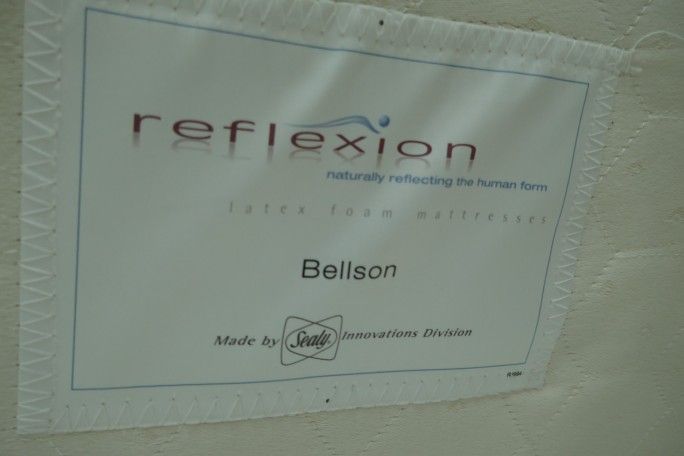 reflexion
naturally reflecting the human form
latex foam mattresses
Bellson
Made by Sealy Innovations Division